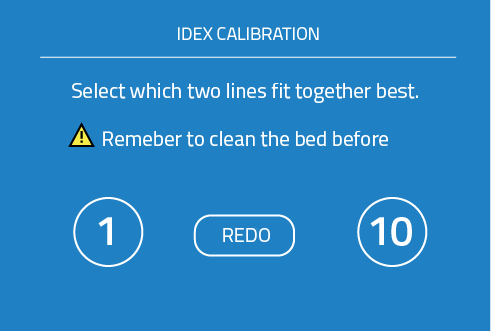 IDEX CALIBRATION
Select which two lines fit together best.
Remeber to clean the bed before
1 REDO 10